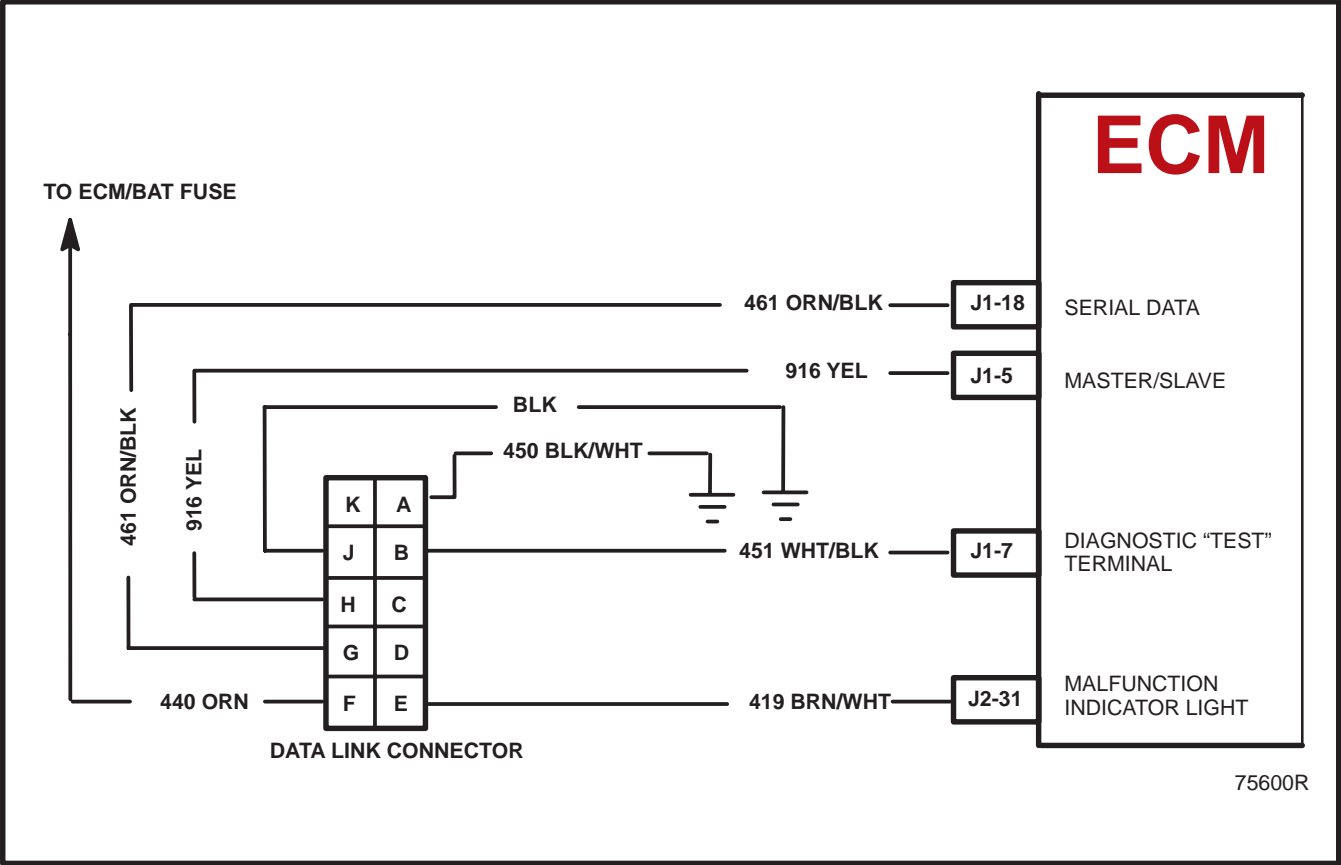 ECM
TO ECM/BAT FUSE
461 ORN/BLK
J1-18
SERIAL DATA
916 YEL
J1-5
MASTER/SLAVE
BLK
450 BLK/WHT
461 ORN/BLK
916 YEL
K
A
J
B
451 WHT/BLK
J1-7
DIAGNOSTIC “TEST”
TERMINAL
H
C
G
D
440 ORN
F
E
419 BRN/WHT
J2-31
MALFUNCTION
INDICATOR LIGHT
DATA LINK CONNECTOR
75600R